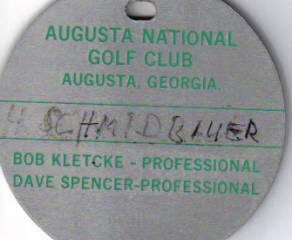 AUGUSTA NATIONAL
GOLF CLUB
AUGUSTA, GEORGIA.
H SCHMIDBAUER
BOB KLETCKE - PROFESSIONAL
DAVE SPENCER-PROFESSIONAL